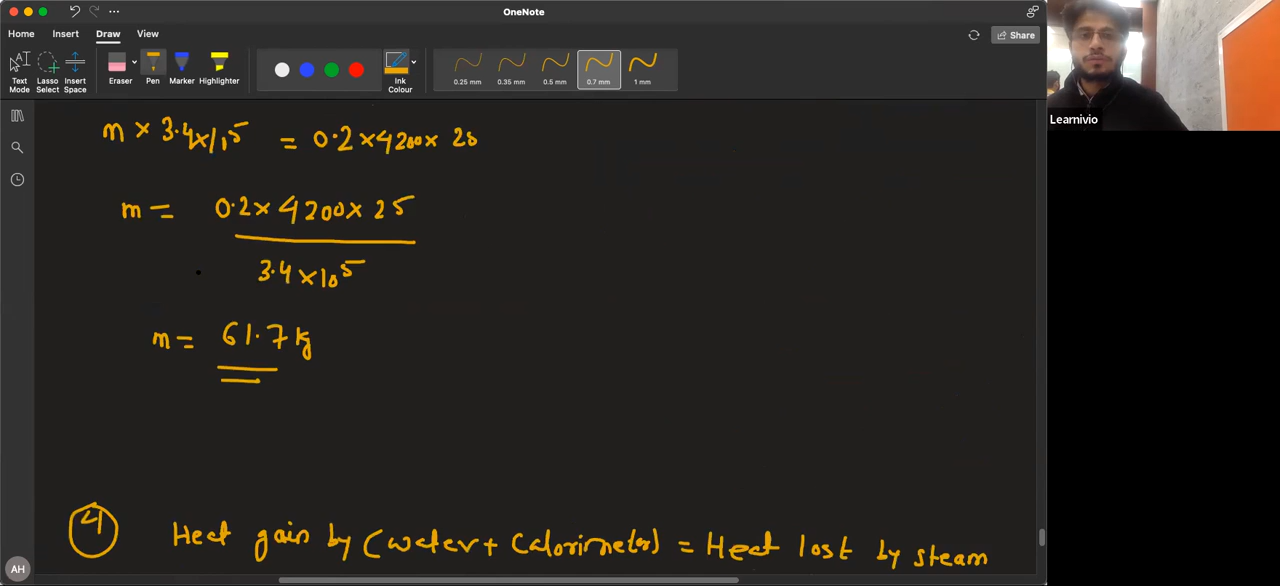 OneNote
Home Insert Draw View
Share
Text Mode
Lasso Select
Insert Space
Eraser
Pen
Marker
Highlighter
Ink Colour
0.25 mm
0.35 mm
0.5 mm
0.7 mm
1 mm
Learnivio
m × 3.4×10⁵ = 0.2×4200×20
m = 0.2×4200×25
3.4×10⁵
m = 61.7 kg
4 Heat gain by (water + Calorimeter) = Heat lost by steam
AH